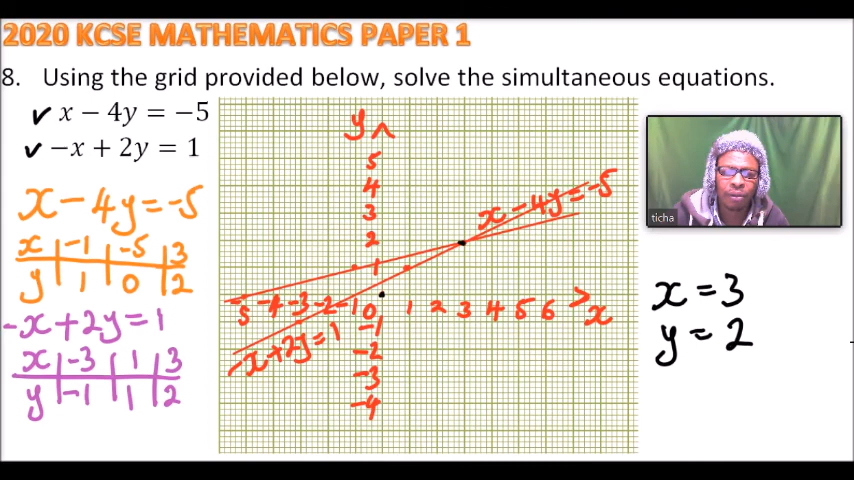 2020 KCSE MATHEMATICS PAPER 1
8. Using the grid provided below, solve the simultaneous equations.
✓ x − 4y = −5
✓ −x + 2y = 1
x − 4y = −5
x | −1 | −5 | 3
y | 1 | 0 | 2
−x + 2y = 1
x | −3 | 1 | 3
y | −1 | 1 | 2
y
5
4
3
2
1
−5 −4 −3 −2 −1 0 1 2 3 4 5 6 > x
−1
−2
−3
−4
x − 4y = −5
−x + 2y = 1
ticha
x = 3
y = 2